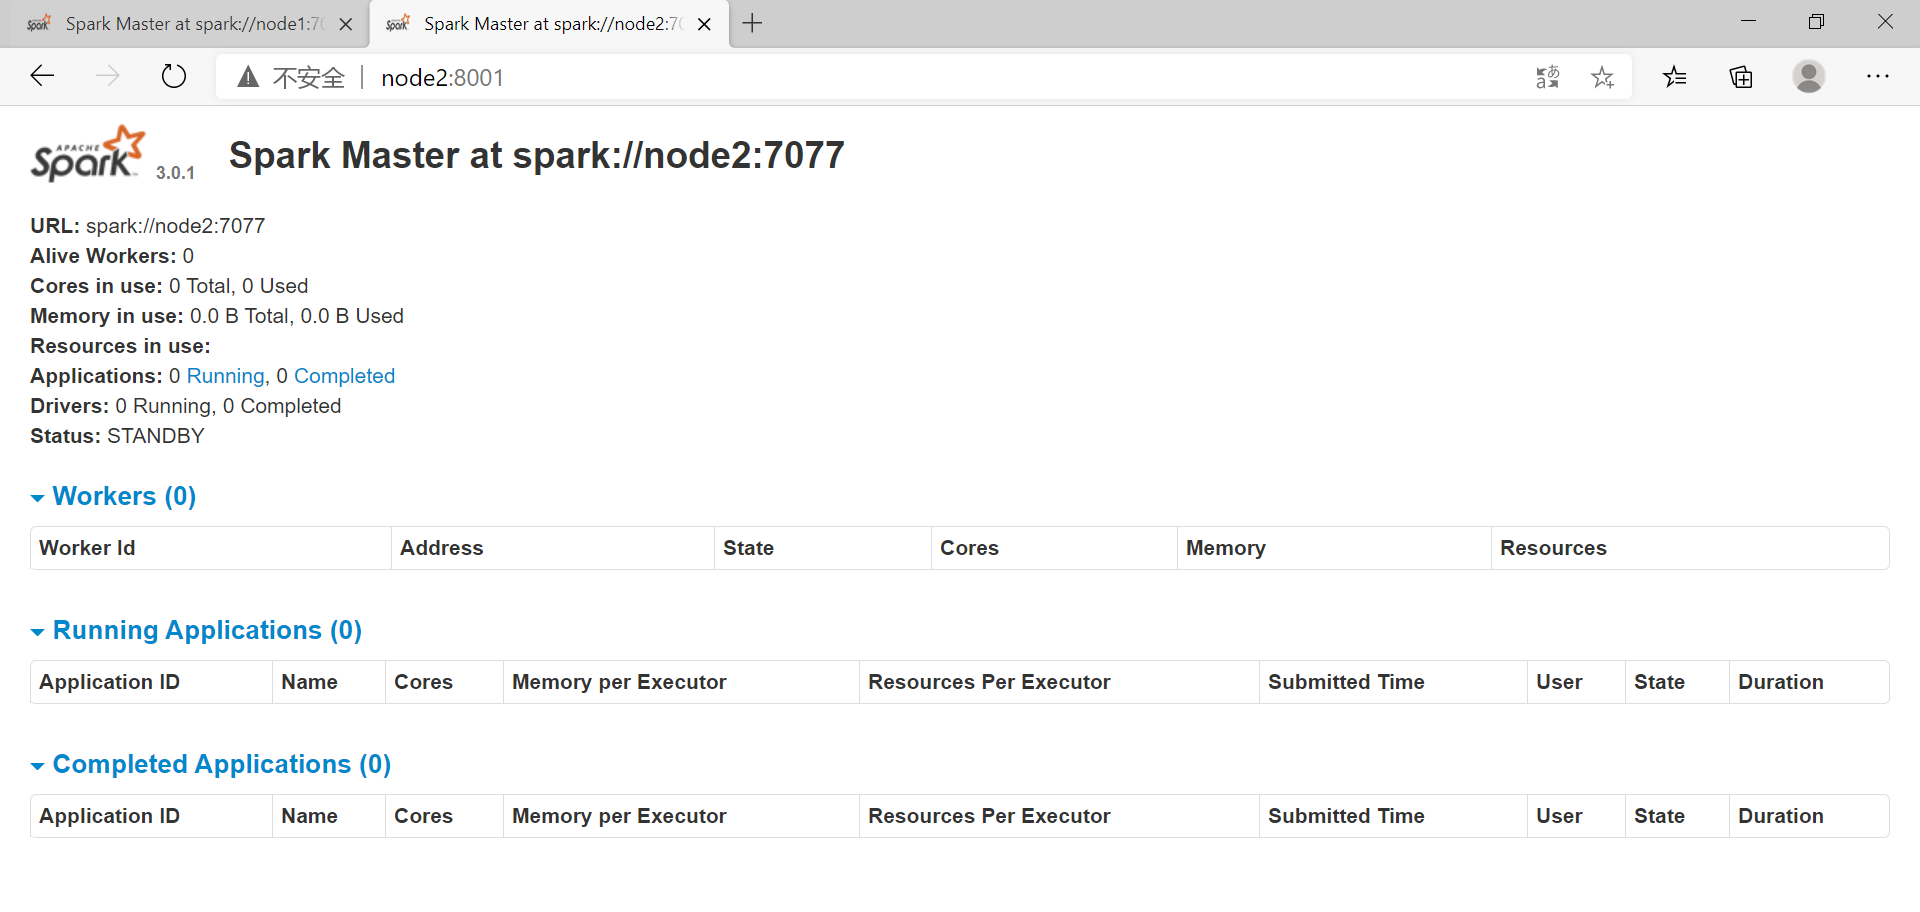 Spark Master at spark://node1:70
Spark Master at spark://node2:70
不安全 | node2:8001
APACHE Spark 3.0.1 Spark Master at spark://node2:7077
URL: spark://node2:7077
Alive Workers: 0
Cores in use: 0 Total, 0 Used
Memory in use: 0.0 B Total, 0.0 B Used
Resources in use:
Applications: 0 Running, 0 Completed
Drivers: 0 Running, 0 Completed
Status: STANDBY
Workers (0)
Worker Id Address State Cores Memory Resources
Running Applications (0)
Application ID Name Cores Memory per Executor Resources Per Executor Submitted Time User State Duration
Completed Applications (0)
Application ID Name Cores Memory per Executor Resources Per Executor Submitted Time User State Duration